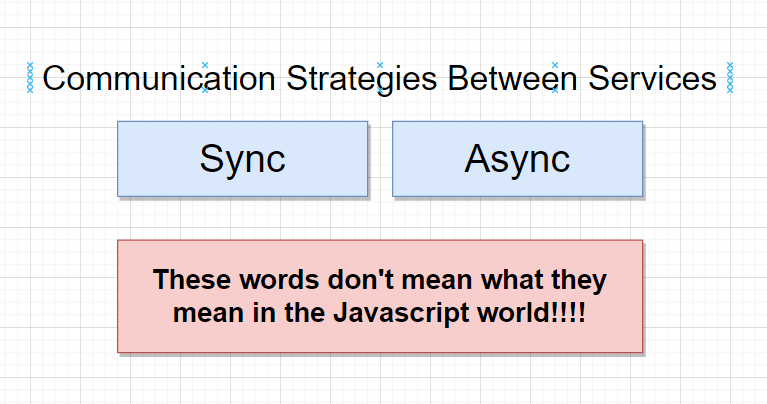 Communication Strategies Between Services
Sync
Async
These words don't mean what they
mean in the Javascript world!!!!